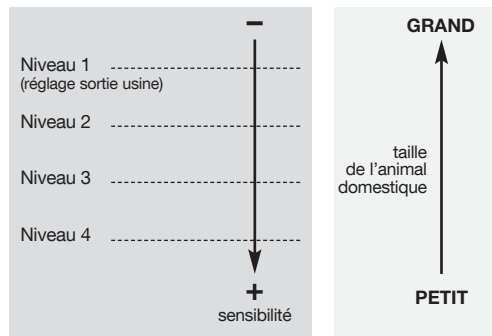 –
Niveau 1
(réglage sortie usine)
Niveau 2
Niveau 3
Niveau 4
+
sensibilité
GRAND
taille
de l'animal
domestique
PETIT